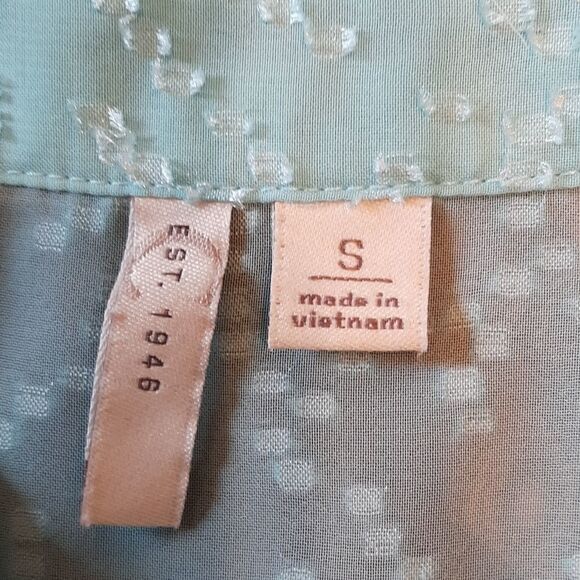 EST. 1946
S
made in
vietnam